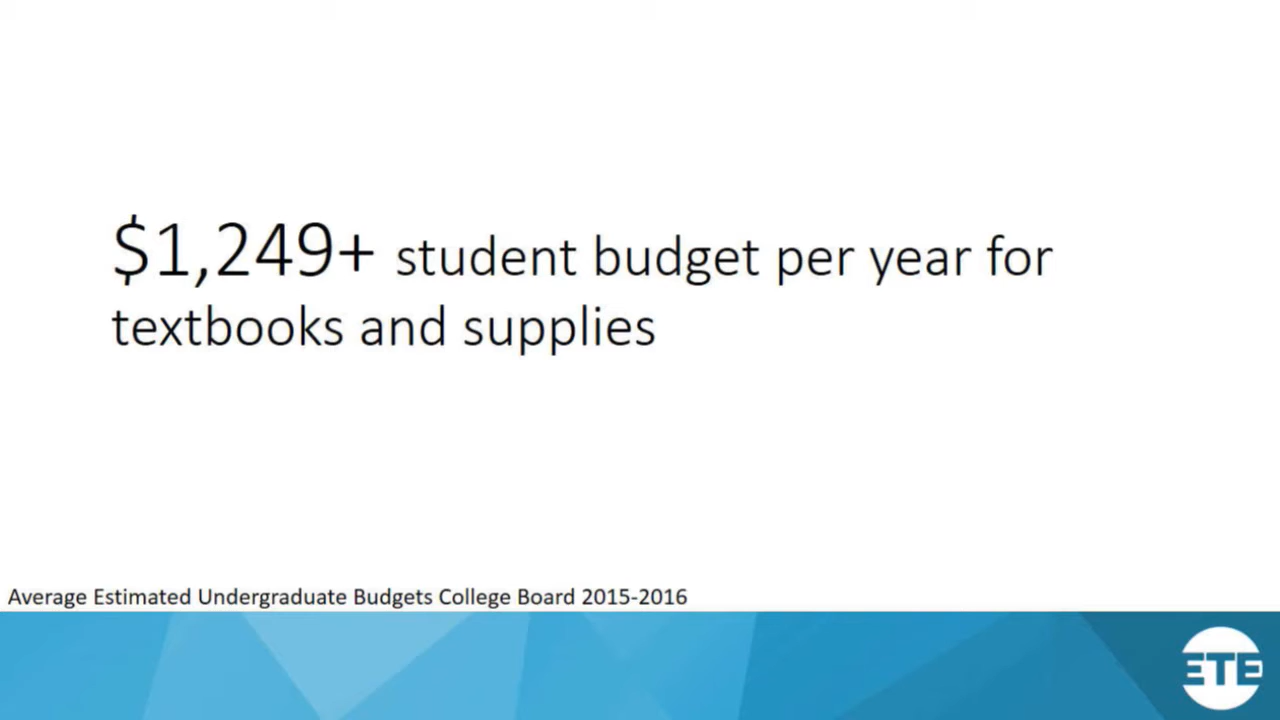 $1,249+ student budget per year for
textbooks and supplies
Average Estimated Undergraduate Budgets College Board 2015-2016
ETE